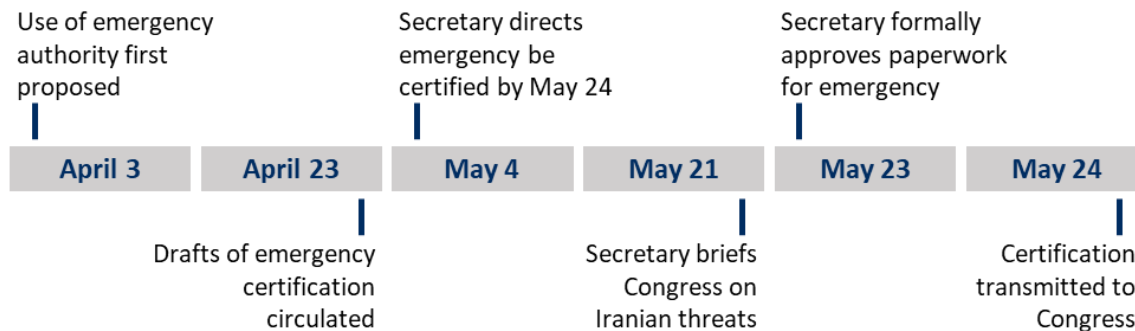 Use of emergency
authority first
proposed
Secretary directs
emergency be
certified by May 24
Secretary formally
approves paperwork
for emergency
April 3
April 23
May 4
May 21
May 23
May 24
Drafts of emergency
certification
circulated
Secretary briefs
Congress on
Iranian threats
Certification
transmitted to
Congress